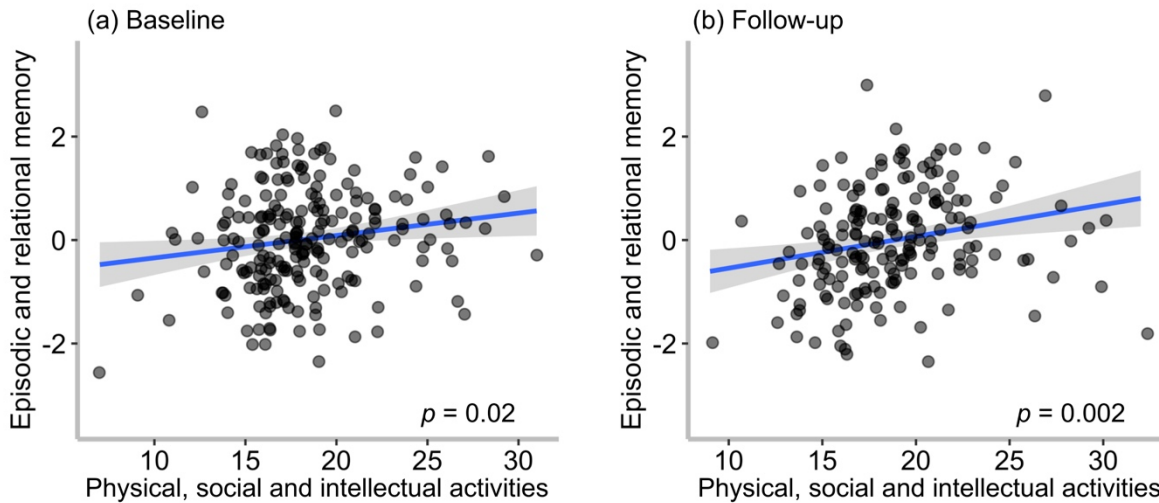 (a) Baseline
Episodic and relational memory
2
0
-2
p = 0.02
10 15 20 25 30
Physical, social and intellectual activities
(b) Follow-up
Episodic and relational memory
2
0
-2
p = 0.002
10 15 20 25 30
Physical, social and intellectual activities